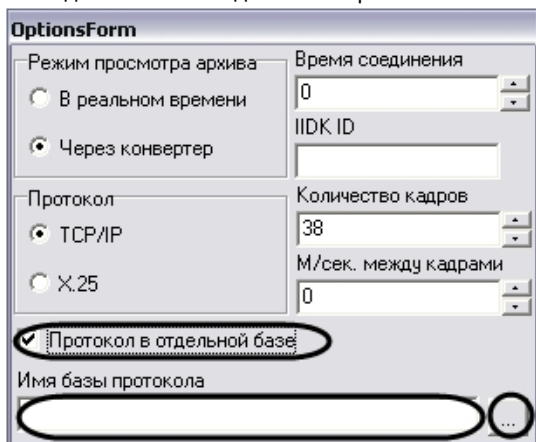 OptionsForm
Режим просмотра архива
В реальном времени
Через конвертер
Время соединения
0
IIDK ID
Протокол
TCP/IP
X.25
Количество кадров
38
М/сек. между кадрами
0
Протокол в отдельной базе
Имя базы протокола
...